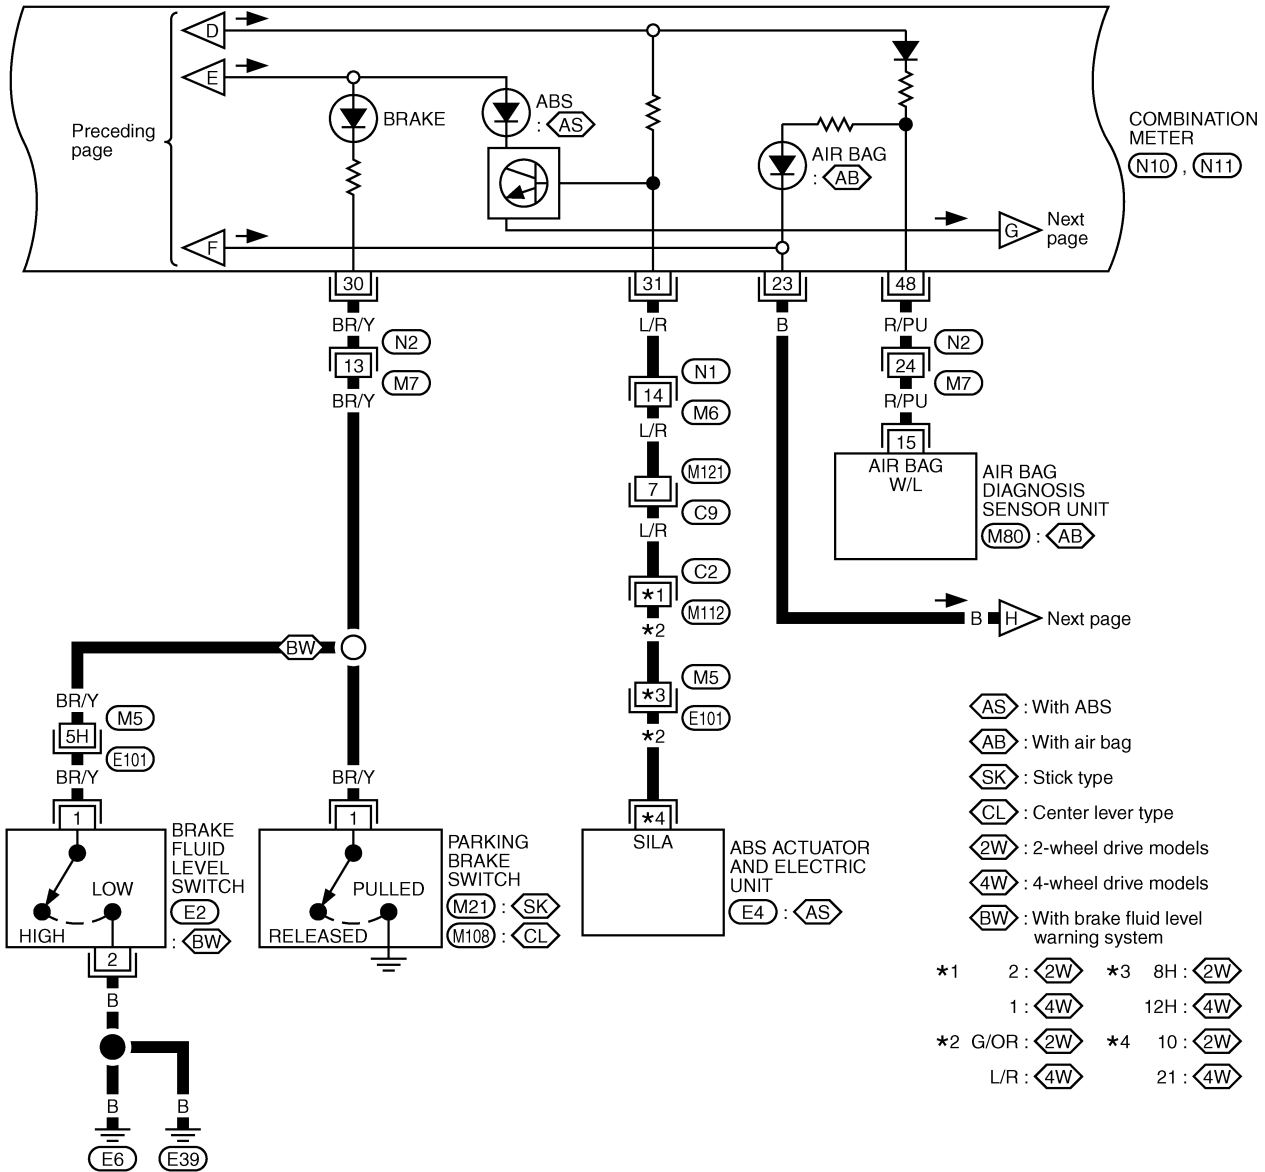 D
E
Preceding
page
BRAKE
ABS
: AS
AIR BAG
: AB
COMBINATION
METER
N10 , N11
F
G
Next
page
30
31
23
48
BR/Y
L/R
B
R/PU
N2
13
M7
BR/Y
N1
14
M6
L/R
N2
24
M7
R/PU
15
AIR BAG
W/L
AIR BAG
DIAGNOSIS
SENSOR UNIT
M80 : AB
M121
7
C9
L/R
C2
*1
M112
*2
B
H
Next page
BW
BR/Y
M5
5H
E101
BR/Y
BR/Y
M5
*3
E101
*2
1
BRAKE
FLUID
LEVEL
SWITCH
E2
: BW
LOW
HIGH
2
B
B
B
E6
E39
1
PULLED
RELEASED
PARKING
BRAKE
SWITCH
M21 : SK
M108 : CL
*4
SILA
ABS ACTUATOR
AND ELECTRIC
UNIT
E4 : AS
AS : With ABS
AB : With air bag
SK : Stick type
CL : Center lever type
2W : 2-wheel drive models
4W : 4-wheel drive models
BW : With brake fluid level
warning system
*1 2 : 2W *3 8H : 2W
1 : 4W 12H : 4W
*2 G/OR : 2W *4 10 : 2W
L/R : 4W 21 : 4W